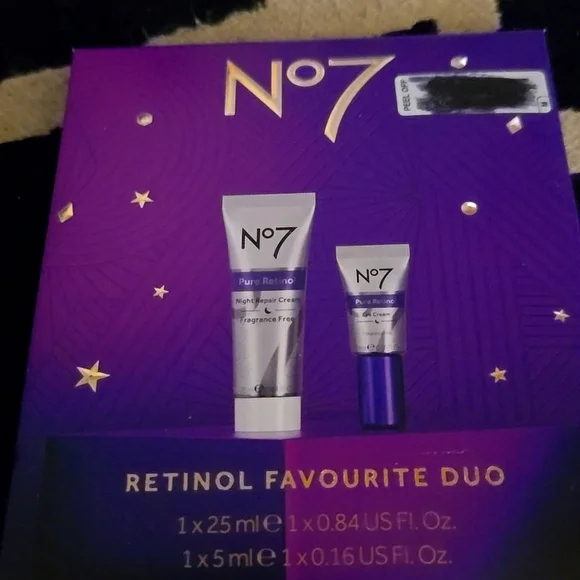 No7
PEEL OFF
No7
Pure Retinol
Night Repair Cream
Fragrance Free
No7
Pure Retinol
Eye Cream
RETINOL FAVOURITE DUO
1 x 25 ml ℮ 1 x 0.84 US Fl. Oz.
1 x 5 ml ℮ 1 x 0.16 US Fl. Oz.